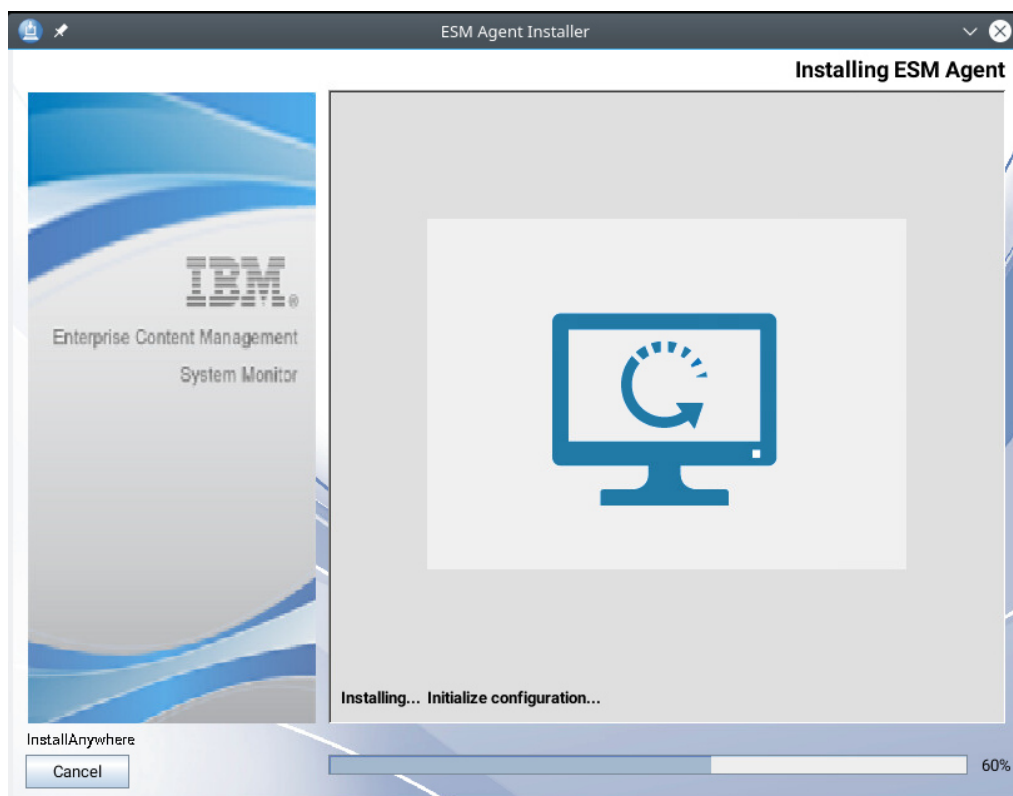 ESM Agent Installer
Installing ESM Agent
IBM®
Enterprise Content Management
System Monitor
Installing... Initialize configuration...
InstallAnywhere
Cancel
60%